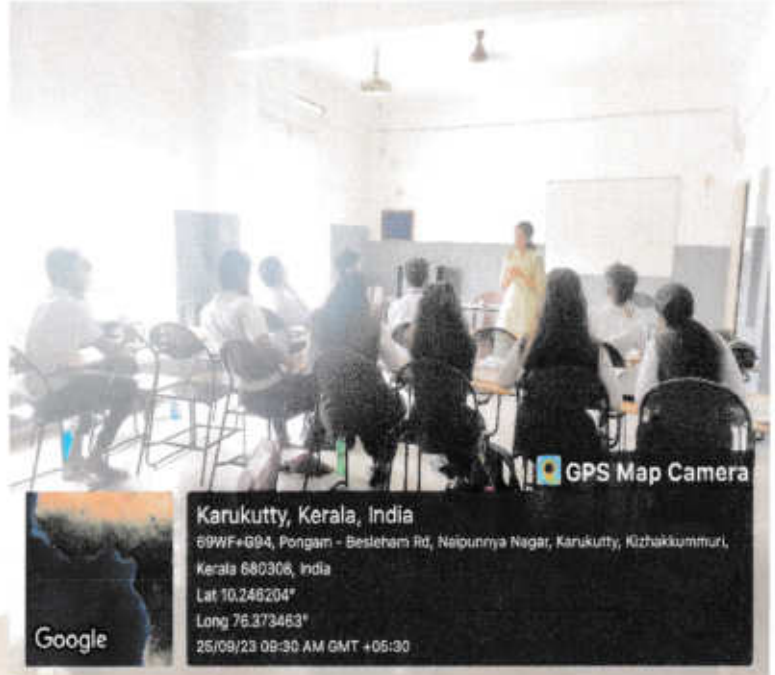 GPS Map Camera
Karukutty, Kerala, India
69WF+G94, Pongam - Besleham Rd, Naipunnya Nagar, Karukutty, Kizhakkummuri,
Kerala 680308, India
Lat 10.246204°
Long 76.373463°
25/09/23 09:30 AM GMT +05:30
Google